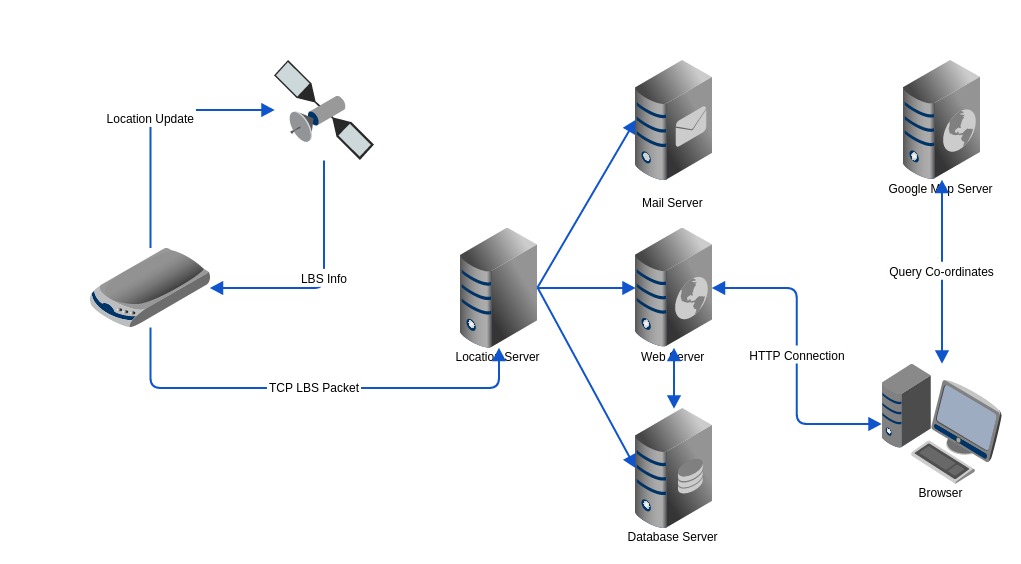 Location Update
LBS Info
TCP LBS Packet
Location Server
Mail Server
Web Server
Database Server
HTTP Connection
Google Map Server
Query Co-ordinates
Browser